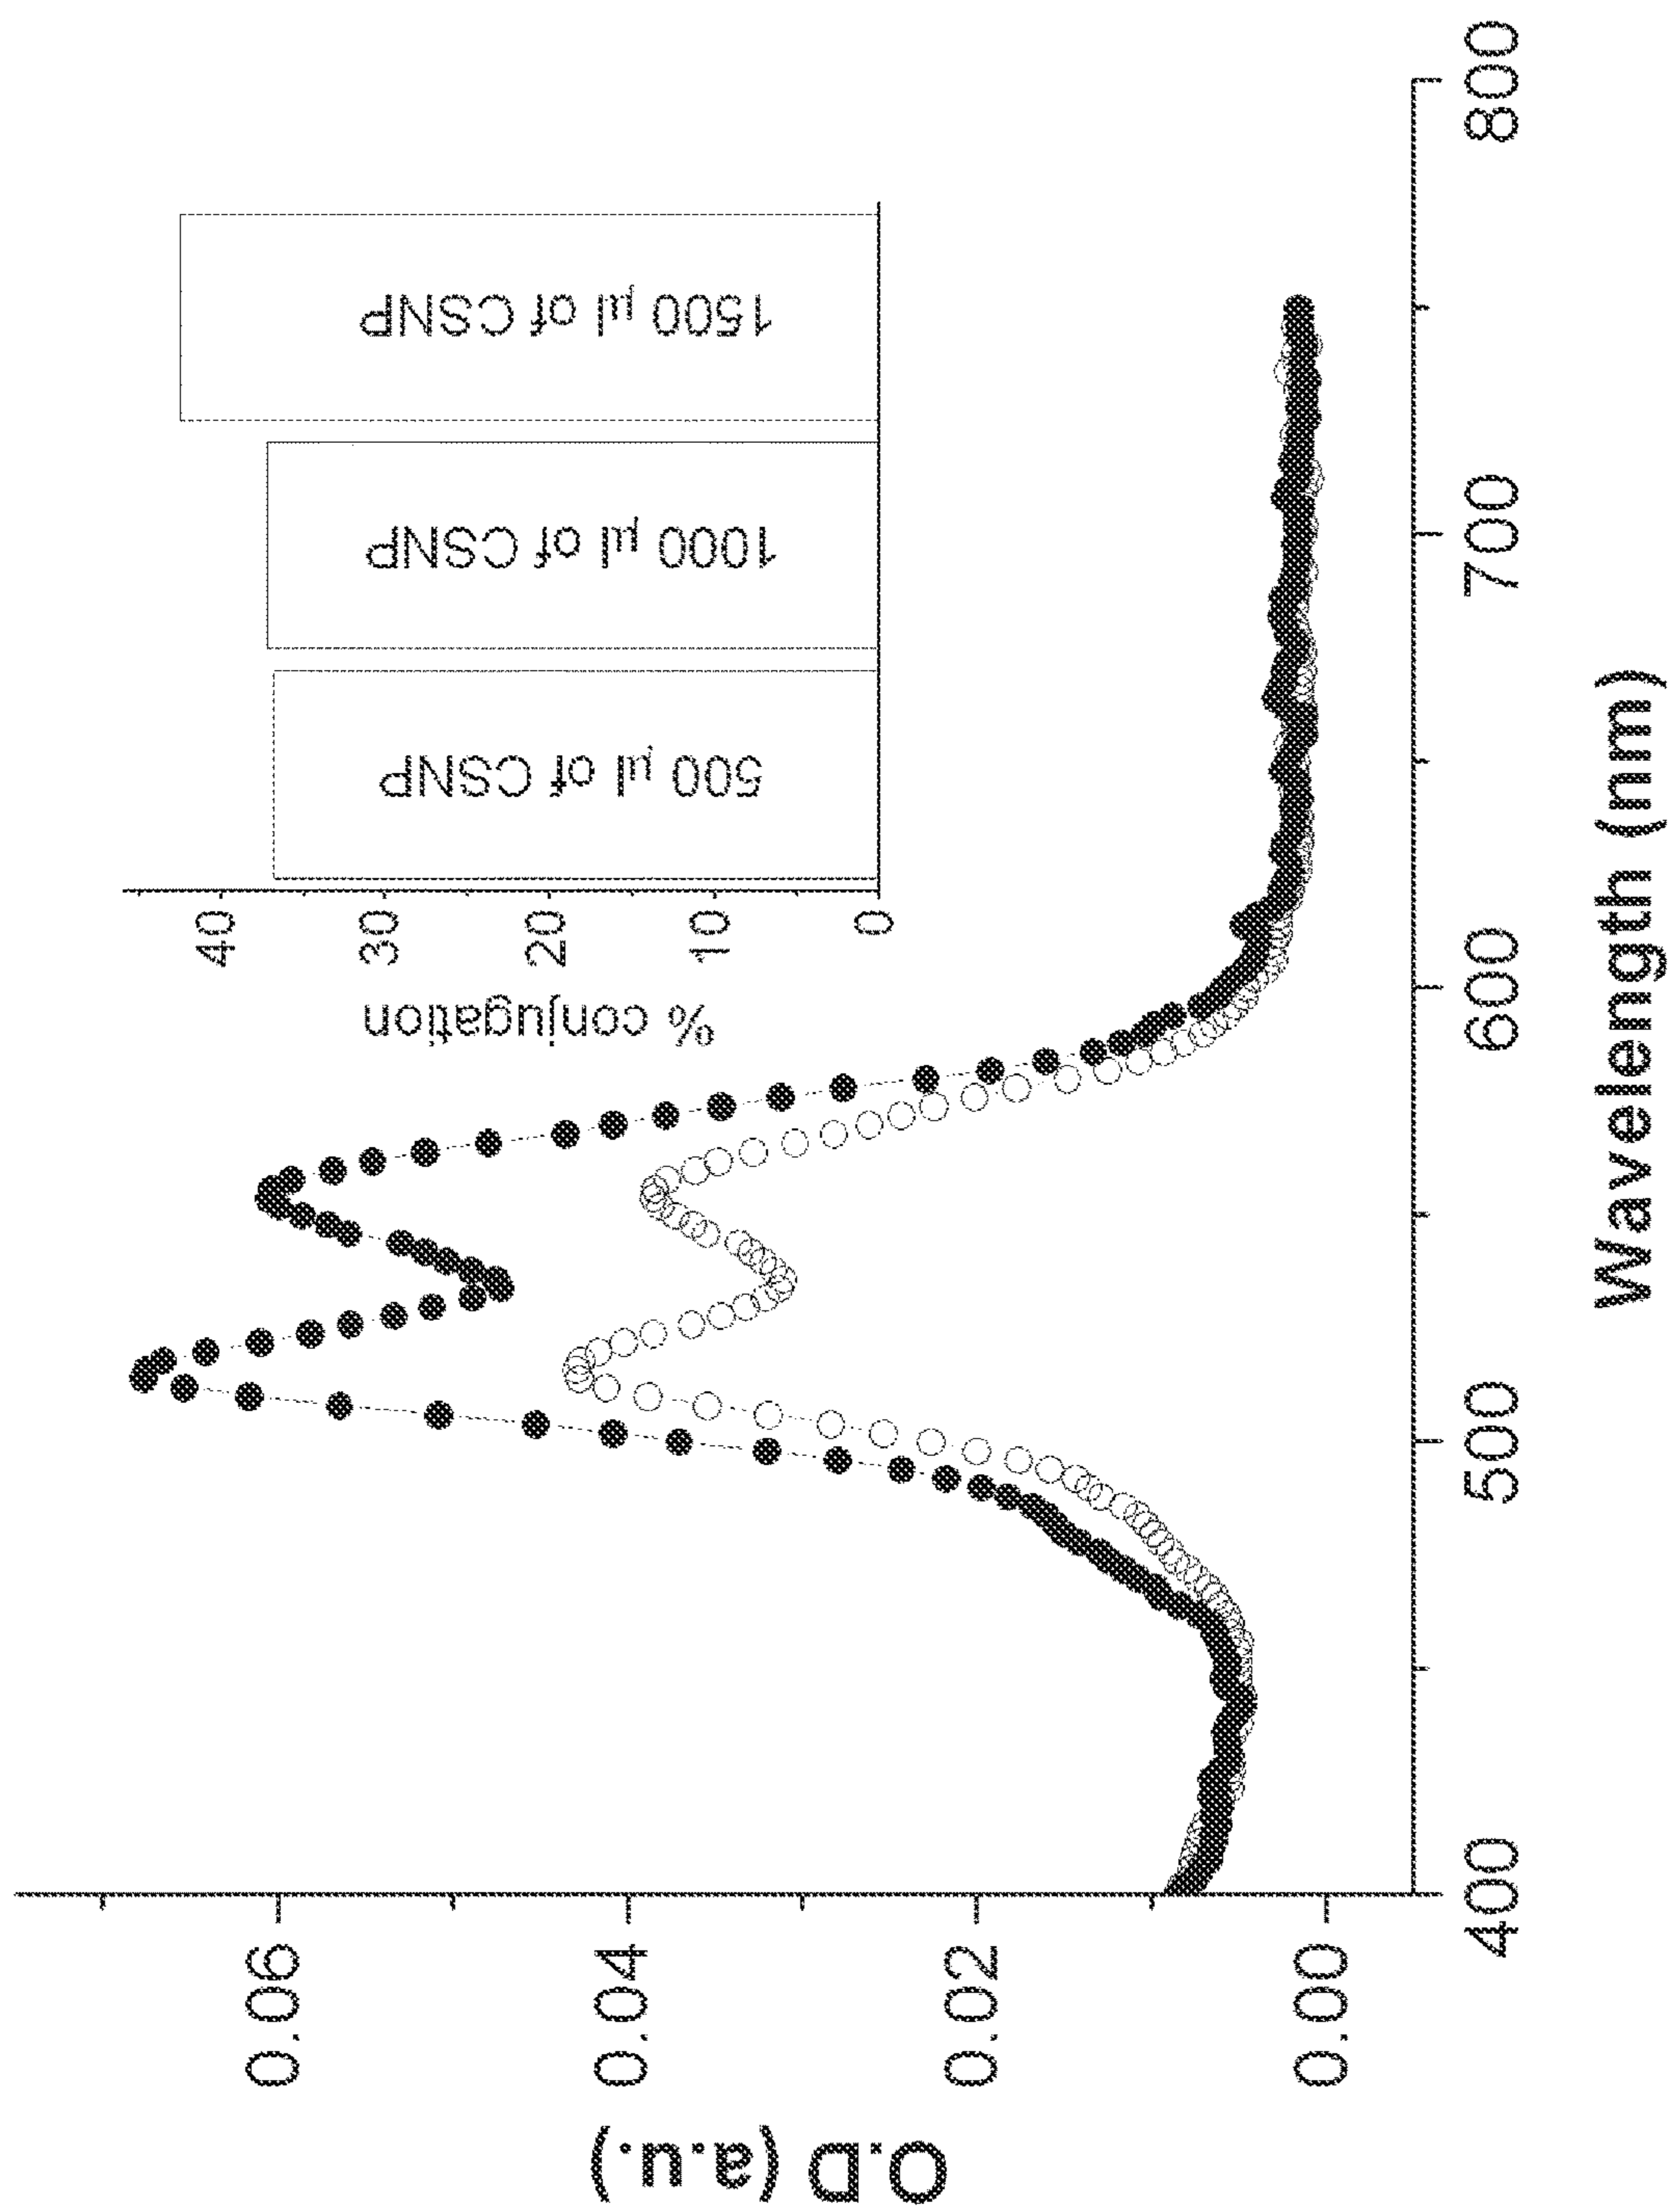 O.D (a.u.)
0.06
0.04
0.02
0.00
400
500
600
700
800
Wavelength (nm)
% conjugation
40
30
20
10
0
500 µl of CSNP
1000 µl of CSNP
1500 µl of CSNP